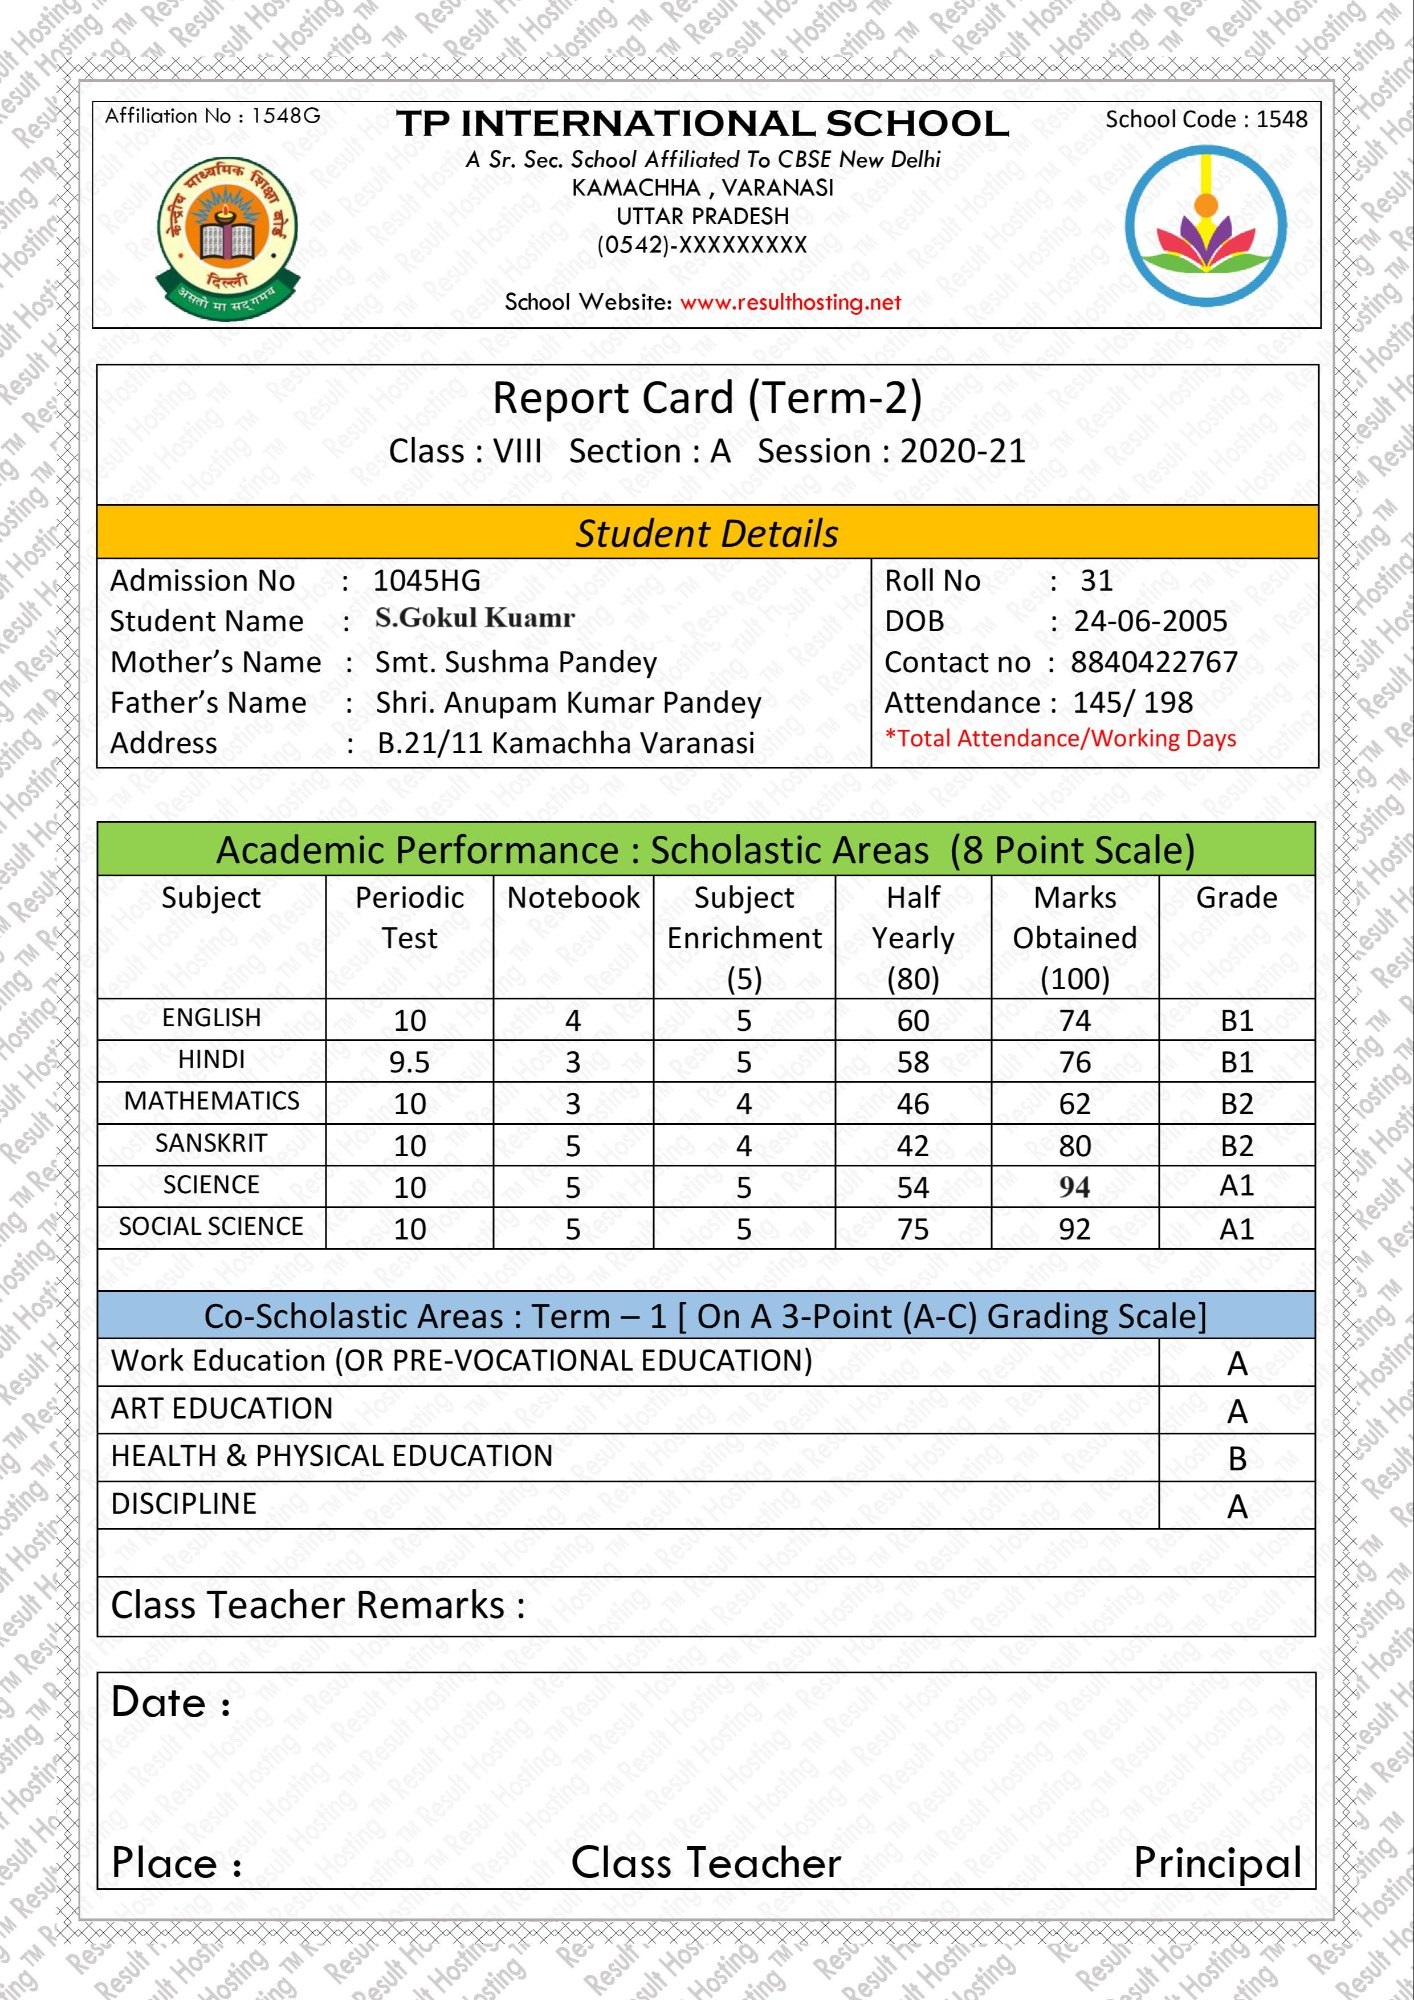 Affiliation No : 1548G
TP INTERNATIONAL SCHOOL
School Code : 1548
A Sr. Sec. School Affiliated To CBSE New Delhi
KAMACHHA , VARANASI
UTTAR PRADESH
(0542)-XXXXXXXXX
School Website: www.resulthosting.net
केन्द्रीय माध्यमिक शिक्षा बोर्ड
दिल्ली
असतो मा सद्गमय
Report Card (Term-2)
Class : VIII Section : A Session : 2020-21
Student Details
Admission No : 1045HG
Student Name : S.Gokul Kuamr
Mother’s Name : Smt. Sushma Pandey
Father’s Name : Shri. Anupam Kumar Pandey
Address : B.21/11 Kamachha Varanasi
Roll No : 31
DOB : 24-06-2005
Contact no : 8840422767
Attendance : 145/ 198
*Total Attendance/Working Days
Academic Performance : Scholastic Areas (8 Point Scale)
Subject Periodic Test Notebook Subject Enrichment (5) Half Yearly (80) Marks Obtained (100) Grade
ENGLISH 10 4 5 60 74 B1
HINDI 9.5 3 5 58 76 B1
MATHEMATICS 10 3 4 46 62 B2
SANSKRIT 10 5 4 42 80 B2
SCIENCE 10 5 5 54 94 A1
SOCIAL SCIENCE 10 5 5 75 92 A1
Co-Scholastic Areas : Term – 1 [ On A 3-Point (A-C) Grading Scale]
Work Education (OR PRE-VOCATIONAL EDUCATION) A
ART EDUCATION A
HEALTH & PHYSICAL EDUCATION B
DISCIPLINE A
Class Teacher Remarks :
Date :
Place : Class Teacher Principal
Result Hosting ™